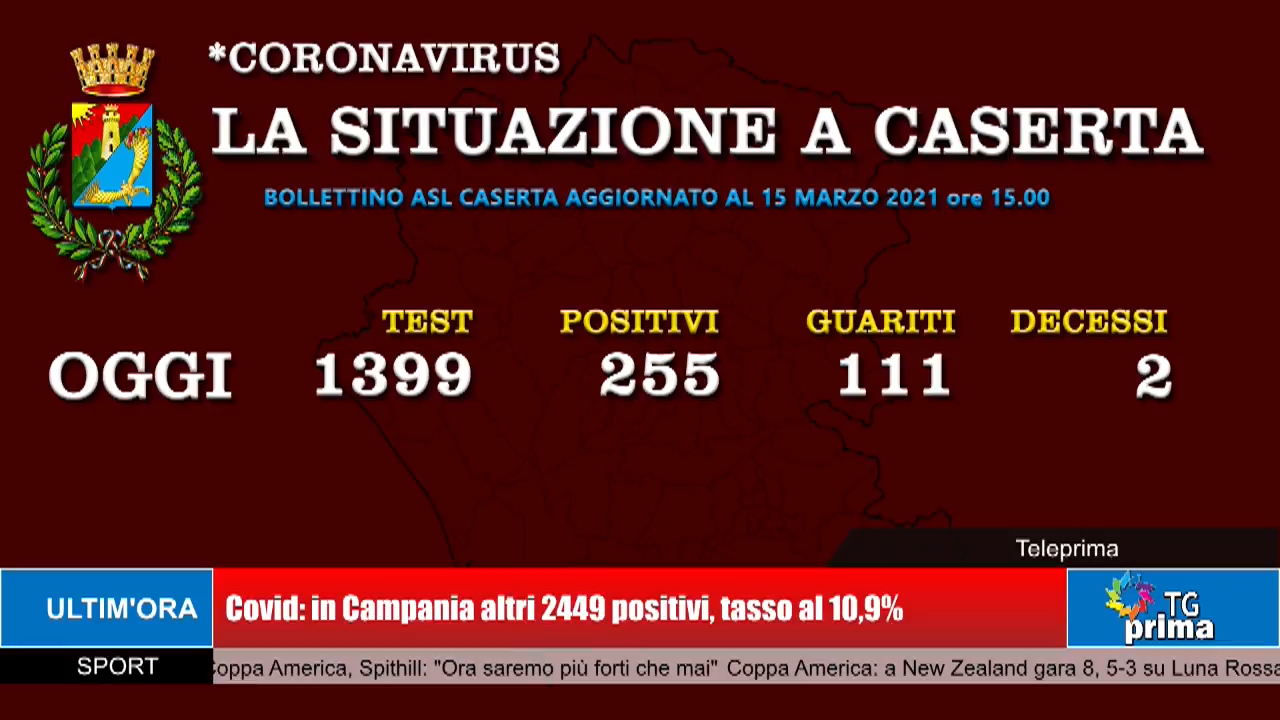 *CORONAVIRUS
LA SITUAZIONE A CASERTA
BOLLETTINO ASL CASERTA AGGIORNATO AL 15 MARZO 2021 ore 15.00
TEST POSITIVI GUARITI DECESSI
OGGI 1399 255 111 2
Teleprima
ULTIM'ORA Covid: in Campania altri 2449 positivi, tasso al 10,9% TG
prima
SPORT oppa America, Spithill: "Ora saremo più forti che mai" Coppa America: a New Zealand gara 8, 5-3 su Luna Rossa